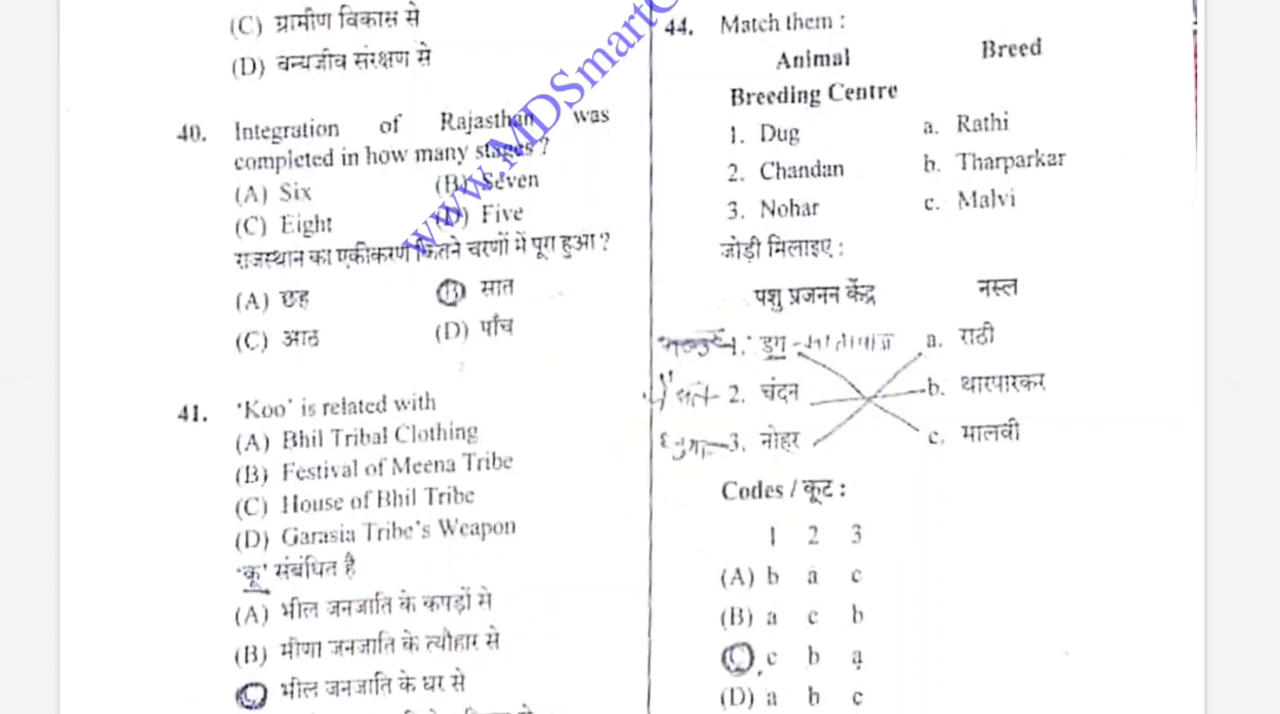 (C) ग्रामीण विकास से
(D) वन्यजीव संरक्षण से
40. Integration of Rajasthan was
completed in how many stages ?
(A) Six (B) Seven
(C) Eight (D) Five
राजस्थान का एकीकरण कितने चरणों में पूरा हुआ ?
(A) छह (B) सात
(C) आठ (D) पाँच
41. 'Koo' is related with
(A) Bhil Tribal Clothing
(B) Festival of Meena Tribe
(C) House of Bhil Tribe
(D) Garasia Tribe's Weapon
'कू' संबंधित है
(A) भील जनजाति के कपड़ों से
(B) मीणा जनजाति के त्यौहार से
(C) भील जनजाति के घर से
44. Match them :
Animal Breed
Breeding Centre
1. Dug a. Rathi
2. Chandan b. Tharparkar
3. Nohar c. Malvi
जोड़ी मिलाइए :
पशु प्रजनन केंद्र नस्ल
1. डग a. राठी
2. चंदन b. थारपारकर
3. नोहर c. मालवी
Codes / कूट :
1 2 3
(A) b a c
(B) a c b
(C) c b a
(D) a b c
www.MDSmart